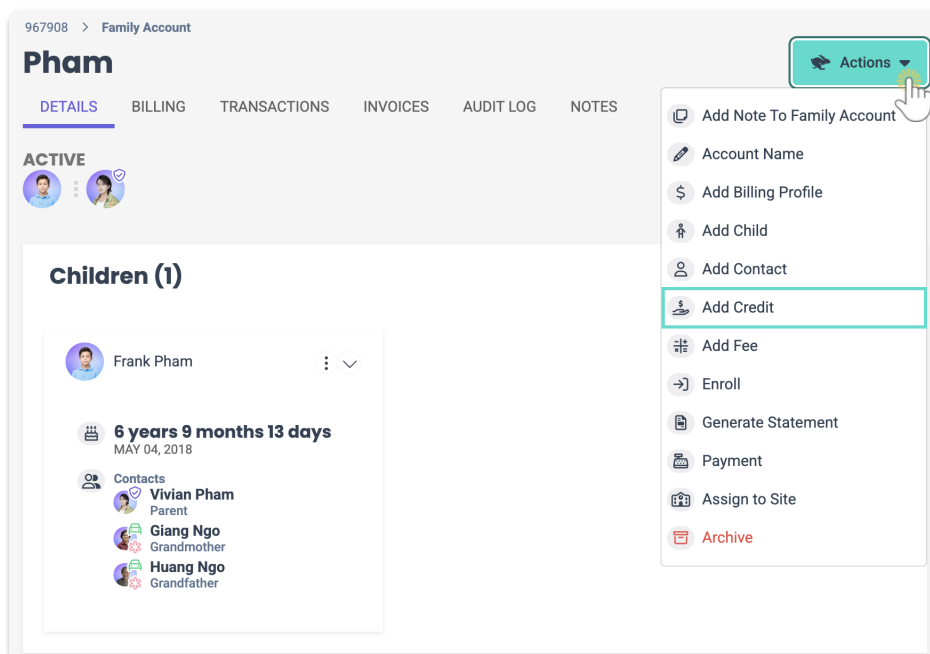 967908 > Family Account
Pham
Actions
DETAILS BILLING TRANSACTIONS INVOICES AUDIT LOG NOTES
ACTIVE
Add Note To Family Account
Account Name
Add Billing Profile
Add Child
Add Contact
Add Credit
Add Fee
Enroll
Generate Statement
Payment
Assign to Site
Archive
Children (1)
Frank Pham
6 years 9 months 13 days
MAY 04, 2018
Contacts
Vivian Pham
Parent
Giang Ngo
Grandmother
Huang Ngo
Grandfather